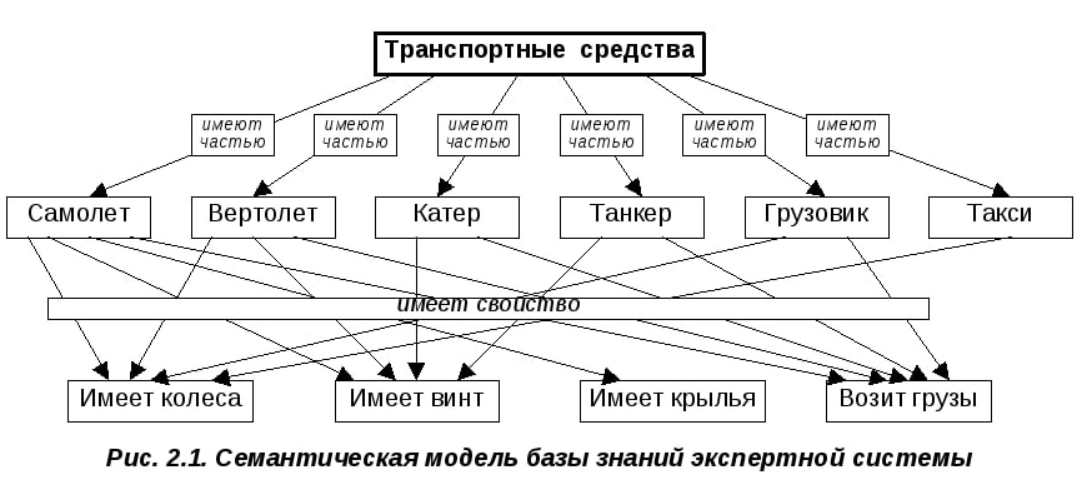 Транспортные средства
имеют
частью
имеют
частью
имеют
частью
имеют
частью
имеют
частью
имеют
частью
Самолет
Вертолет
Катер
Танкер
Грузовик
Такси
имеет свойство
Имеет колеса
Имеет винт
Имеет крылья
Возит грузы
Рис. 2.1. Семантическая модель базы знаний экспертной системы